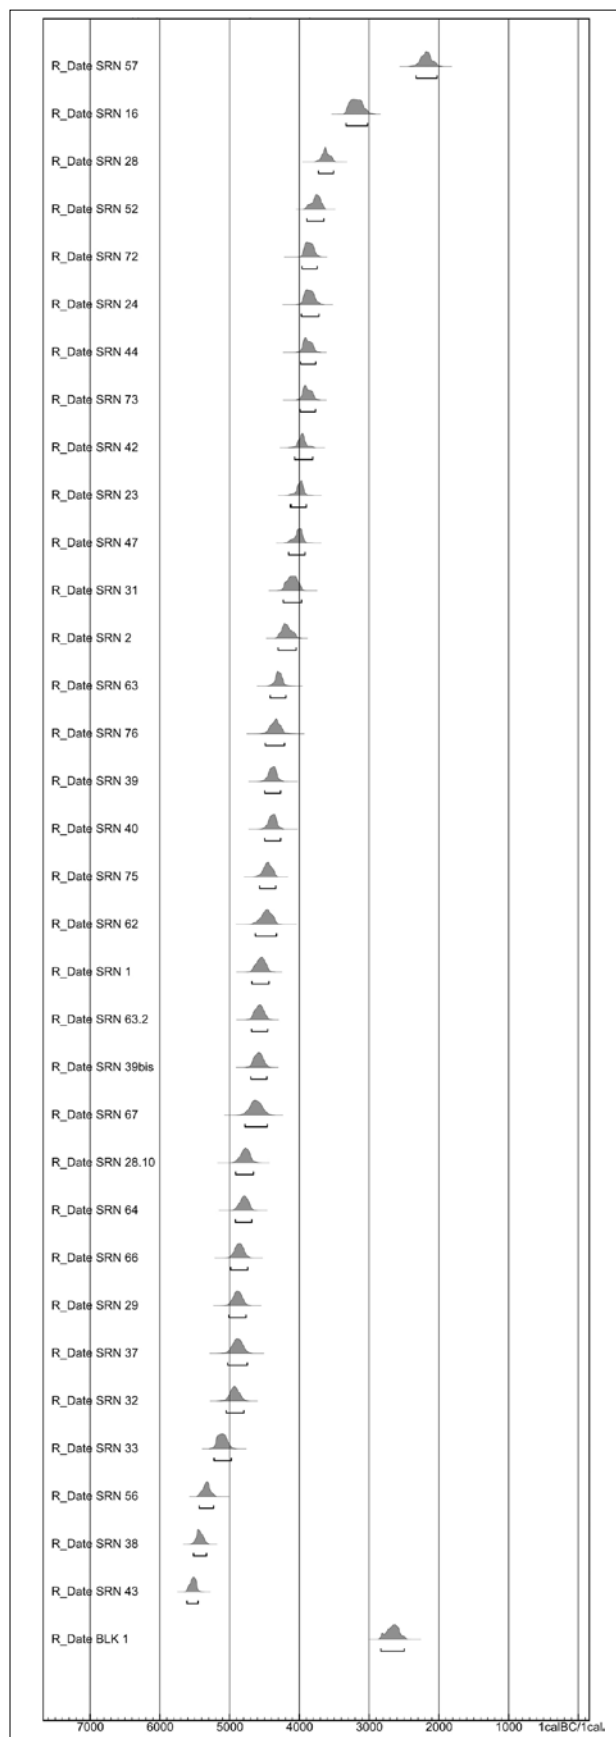 R_Date SRN 57
R_Date SRN 16
R_Date SRN 28
R_Date SRN 52
R_Date SRN 72
R_Date SRN 24
R_Date SRN 44
R_Date SRN 73
R_Date SRN 42
R_Date SRN 23
R_Date SRN 47
R_Date SRN 31
R_Date SRN 2
R_Date SRN 63
R_Date SRN 76
R_Date SRN 39
R_Date SRN 40
R_Date SRN 75
R_Date SRN 62
R_Date SRN 1
R_Date SRN 63.2
R_Date SRN 39bis
R_Date SRN 67
R_Date SRN 28.10
R_Date SRN 64
R_Date SRN 66
R_Date SRN 29
R_Date SRN 37
R_Date SRN 32
R_Date SRN 33
R_Date SRN 56
R_Date SRN 38
R_Date SRN 43
R_Date BLK 1
7000 6000 5000 4000 3000 2000 1000 1calBC/1cal